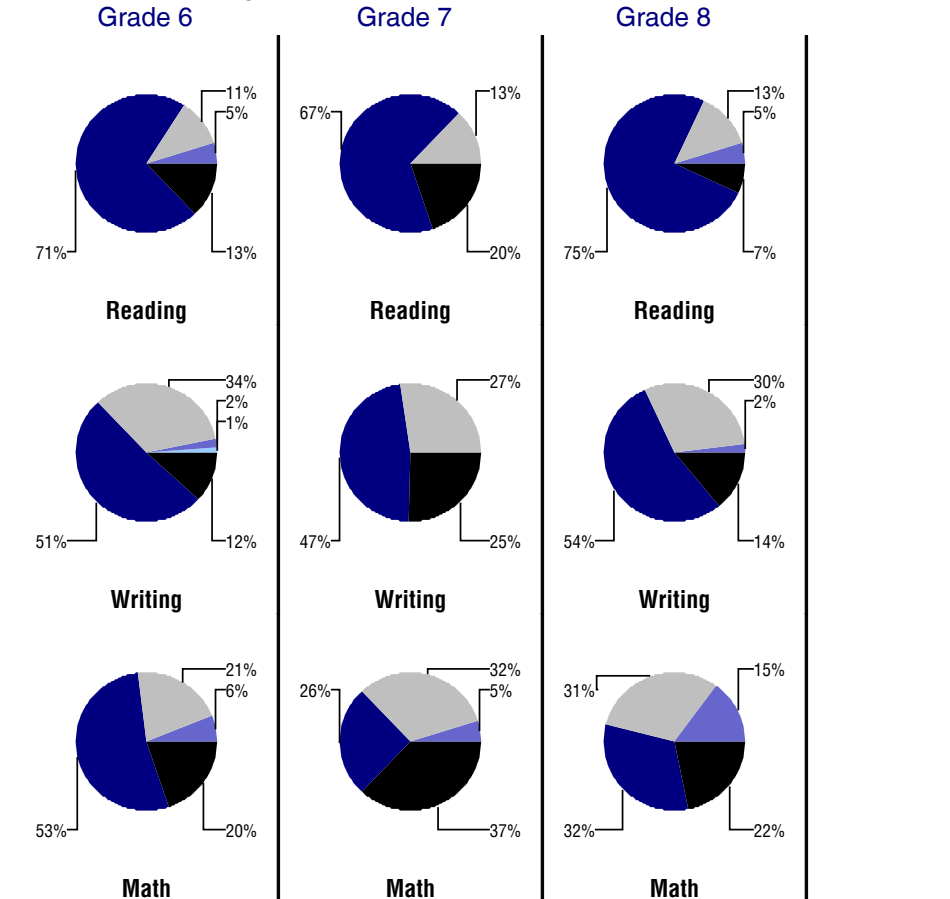 Grade 6 Grade 7 Grade 8
11% 13% 13%
5% 67% 5%
71% 13% 20% 75% 7%
Reading Reading Reading
34% 27% 30%
2% 2%
1%
51% 12% 47% 25% 54% 14%
Writing Writing Writing
21% 32% 15%
6% 26% 5% 31%
53% 20% 37% 32% 22%
Math Math Math